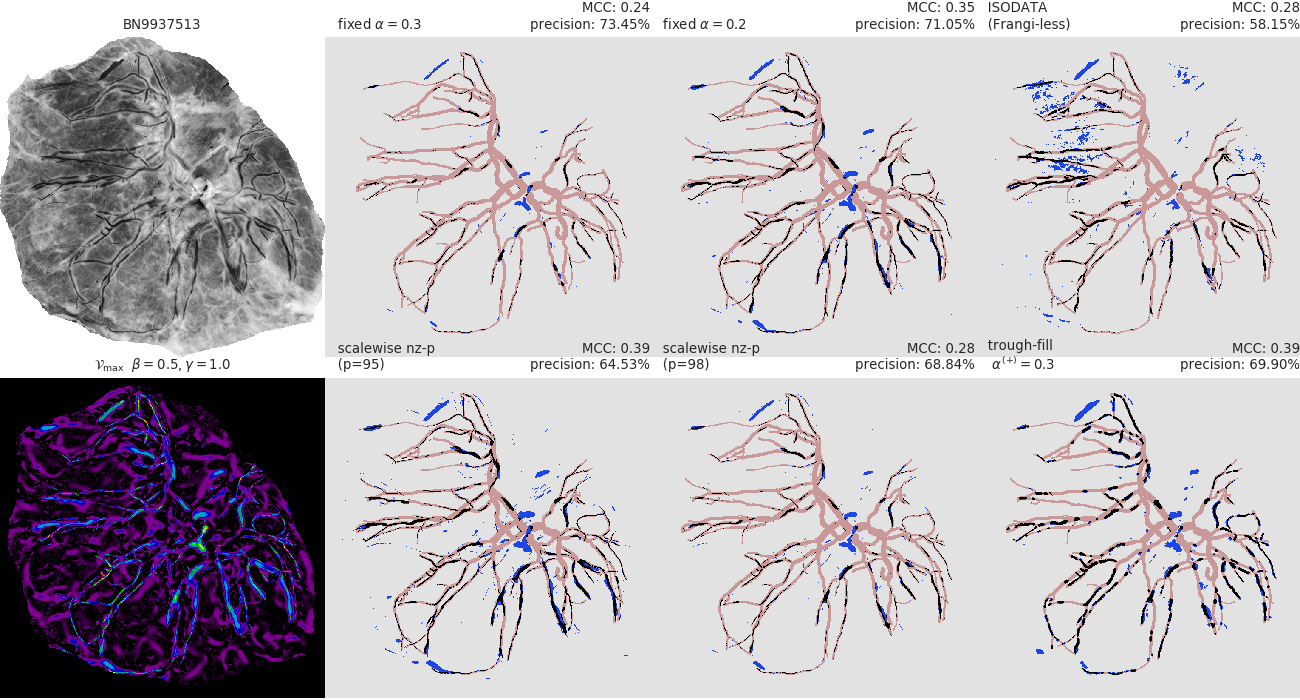 BN9937513
fixed α = 0.3
MCC: 0.24
precision: 73.45%
fixed α = 0.2
MCC: 0.35
precision: 71.05%
ISODATA
(Frangi-less)
MCC: 0.28
precision: 58.15%
𝒱max β = 0.5, γ = 1.0
scalewise nz-p
(p=95)
MCC: 0.39
precision: 64.53%
scalewise nz-p
(p=98)
MCC: 0.28
precision: 68.84%
trough-fill
α(+) = 0.3
MCC: 0.39
precision: 69.90%